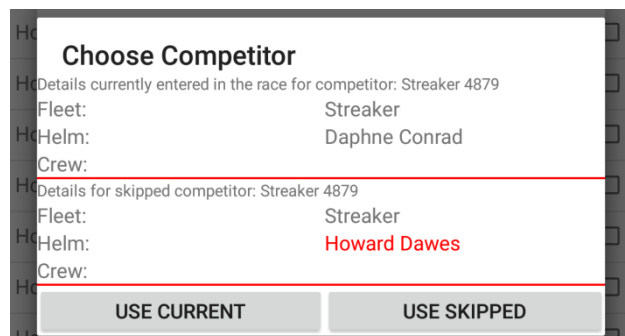 Choose Competitor
Details currently entered in the race for competitor: Streaker 4879
Fleet: Streaker
Helm: Daphne Conrad
Crew:
Details for skipped competitor: Streaker 4879
Fleet: Streaker
Helm: Howard Dawes
Crew:
USE CURRENT USE SKIPPED